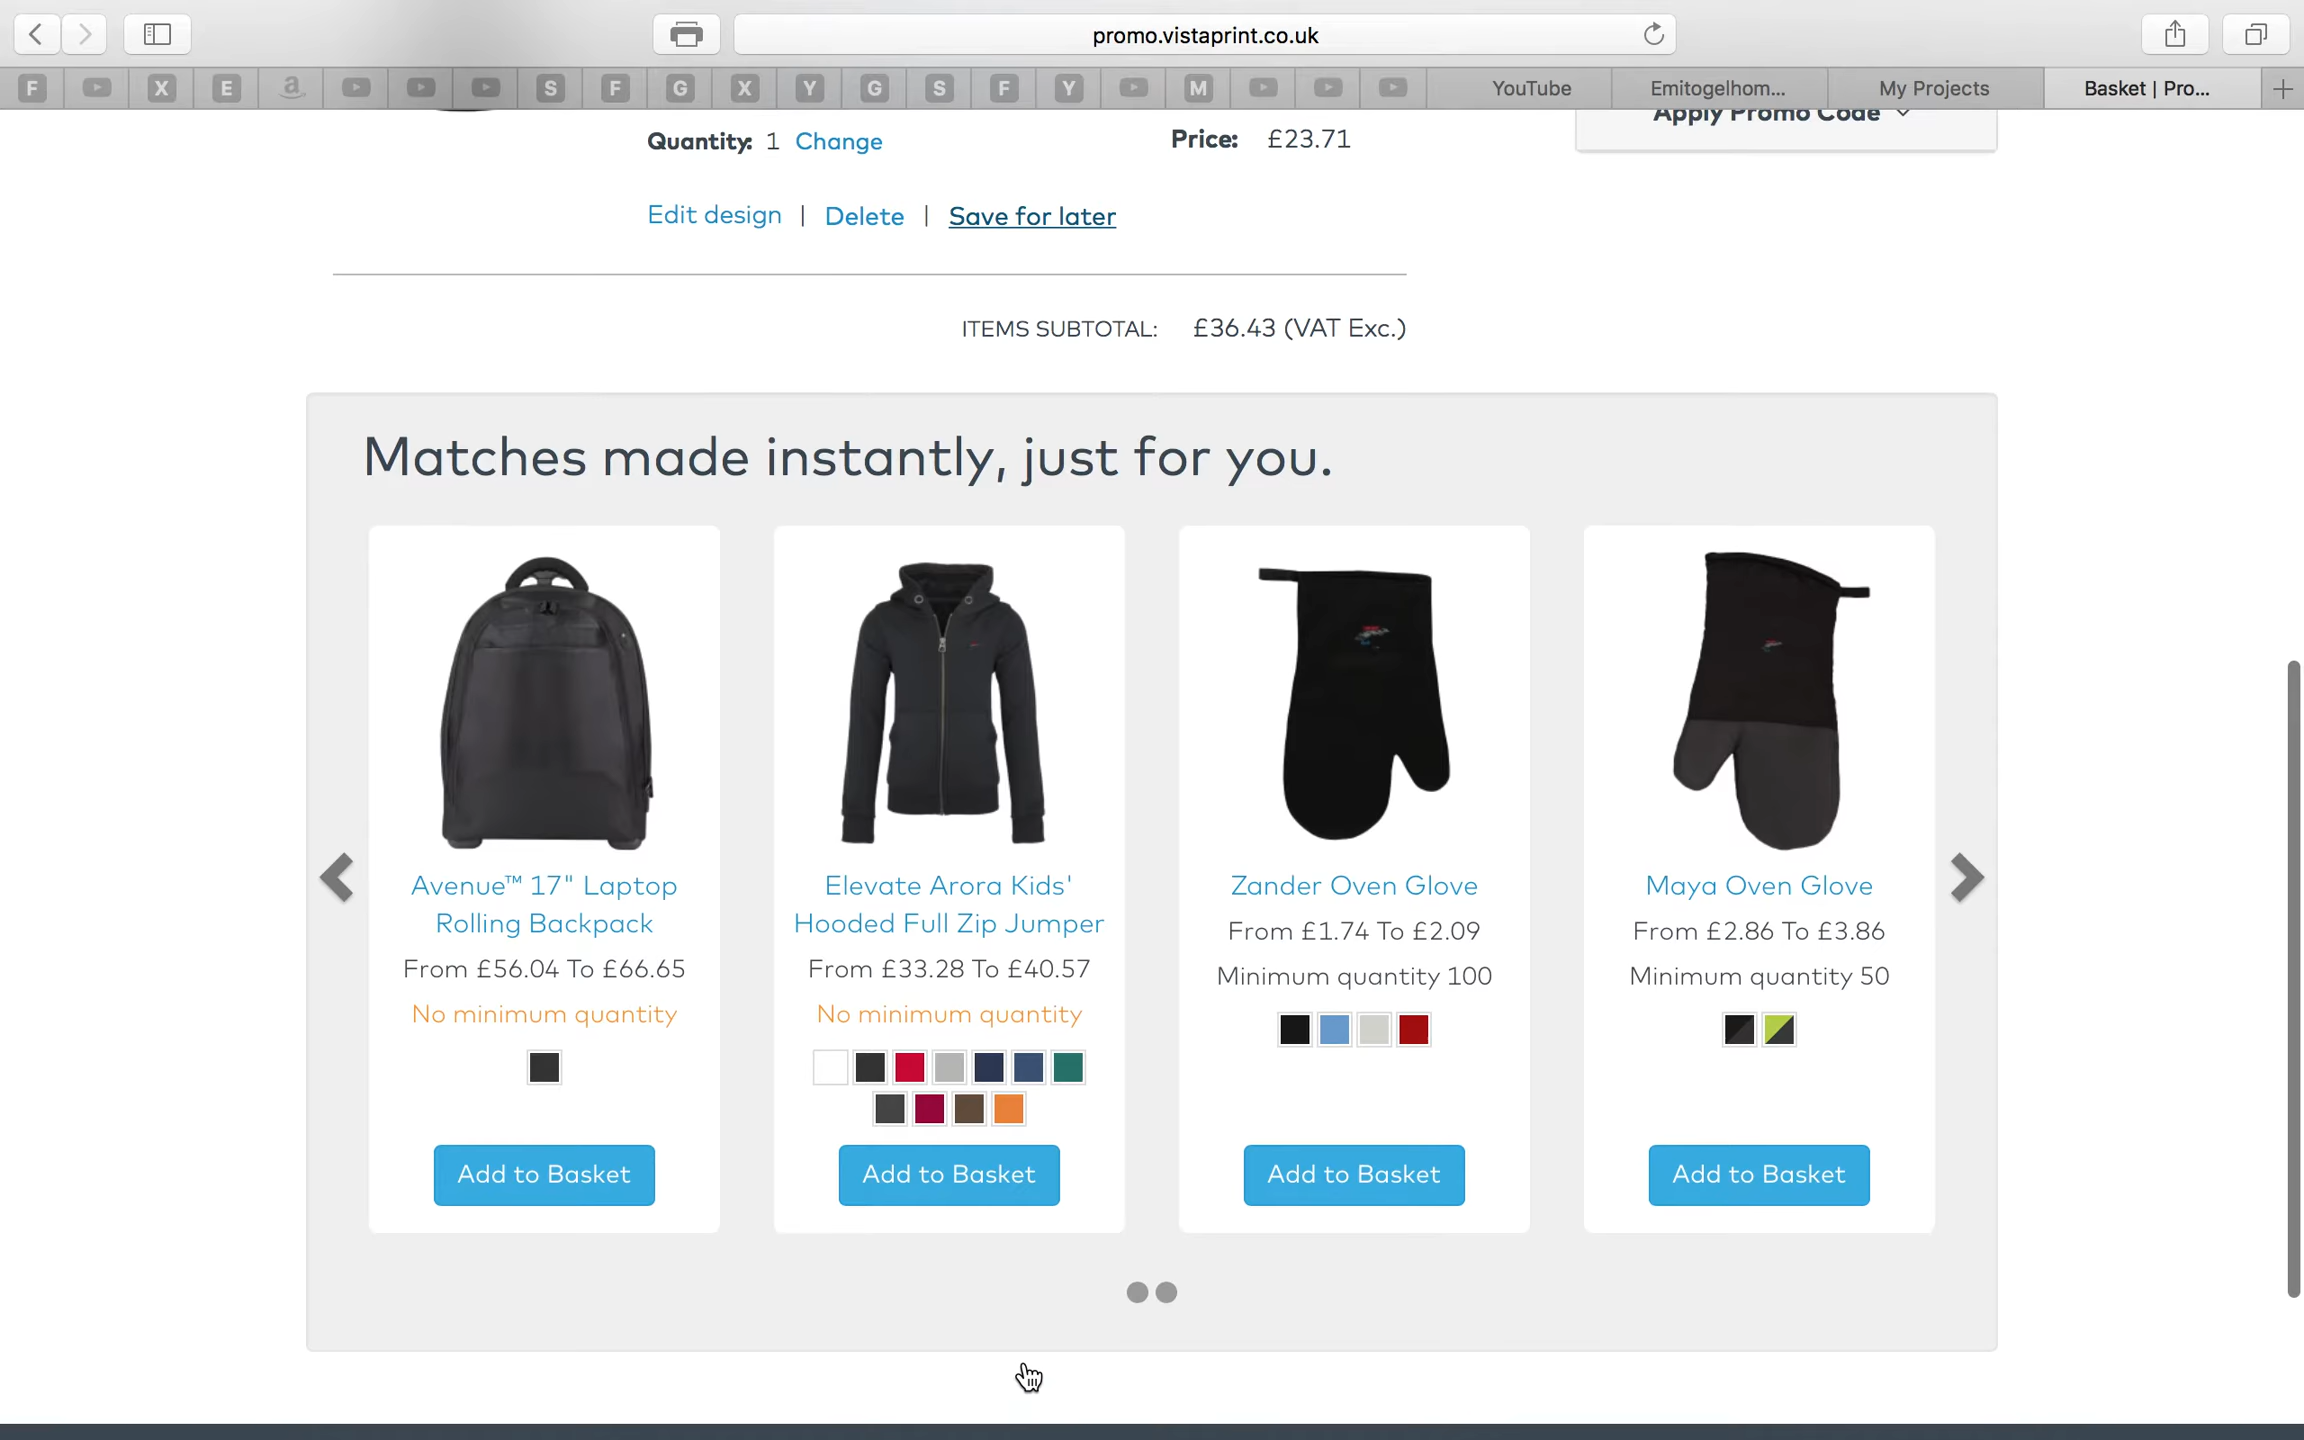 promo.vistaprint.co.uk
F X E a S F G X Y G S F Y M YouTube Emitogelhom... My Projects Basket | Pro...
Apply Promo Code
Quantity: 1 Change Price: £23.71
Edit design | Delete | Save for later
ITEMS SUBTOTAL: £36.43 (VAT Exc.)
Matches made instantly, just for you.
Avenue™ 17" Laptop
Rolling Backpack
From £56.04 To £66.65
No minimum quantity
Add to Basket
Elevate Arora Kids'
Hooded Full Zip Jumper
From £33.28 To £40.57
No minimum quantity
Add to Basket
Zander Oven Glove
From £1.74 To £2.09
Minimum quantity 100
Add to Basket
Maya Oven Glove
From £2.86 To £3.86
Minimum quantity 50
Add to Basket